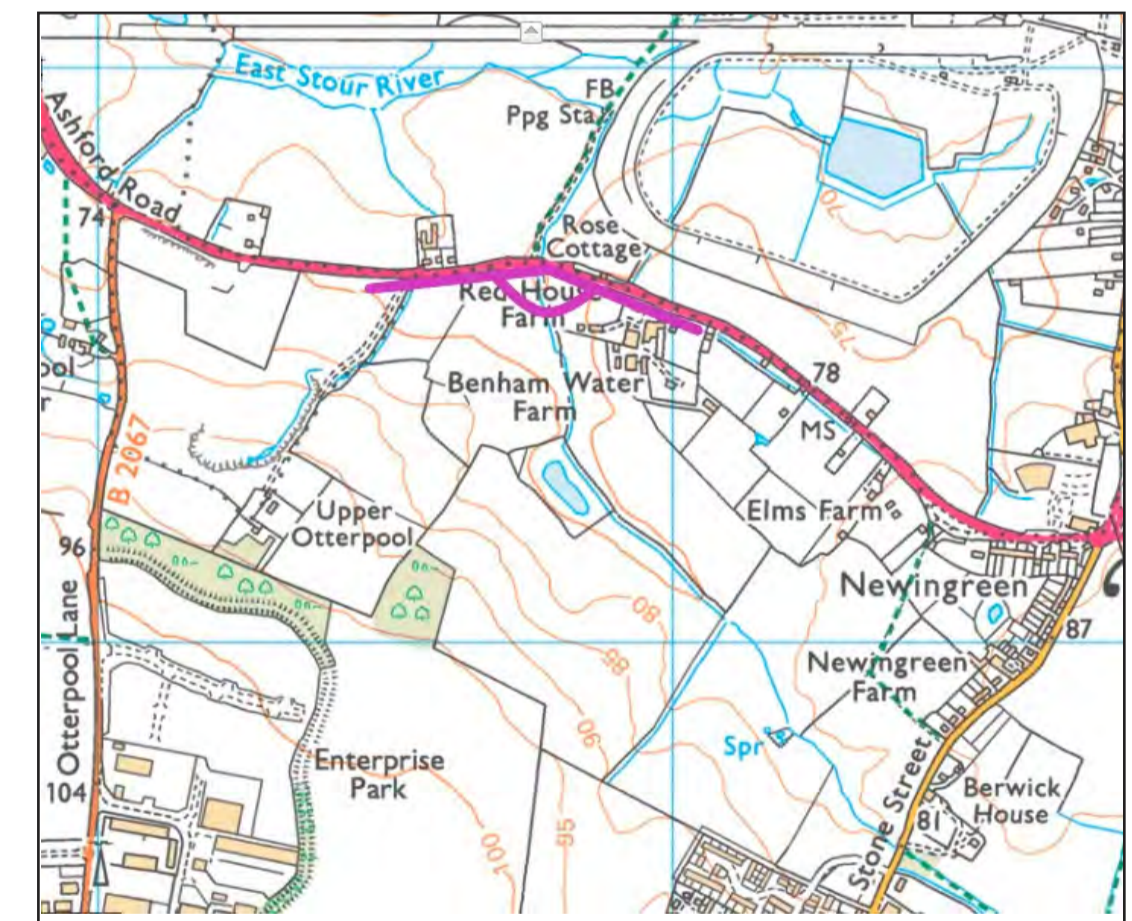 East Stour River
FB
Ppg Sta
Ashford Road
74
Rose
Cottage
70
Red House
Farm
75
78
Benham Water
Farm
MS
B 2067
Upper
Otterpool
Elms Farm
96
Newingreen
80
87
85
Newingreen
Farm
90
Spr
Otterpool Lane
Enterprise
Park
104
Stone Street
Berwick
House
81
100
95